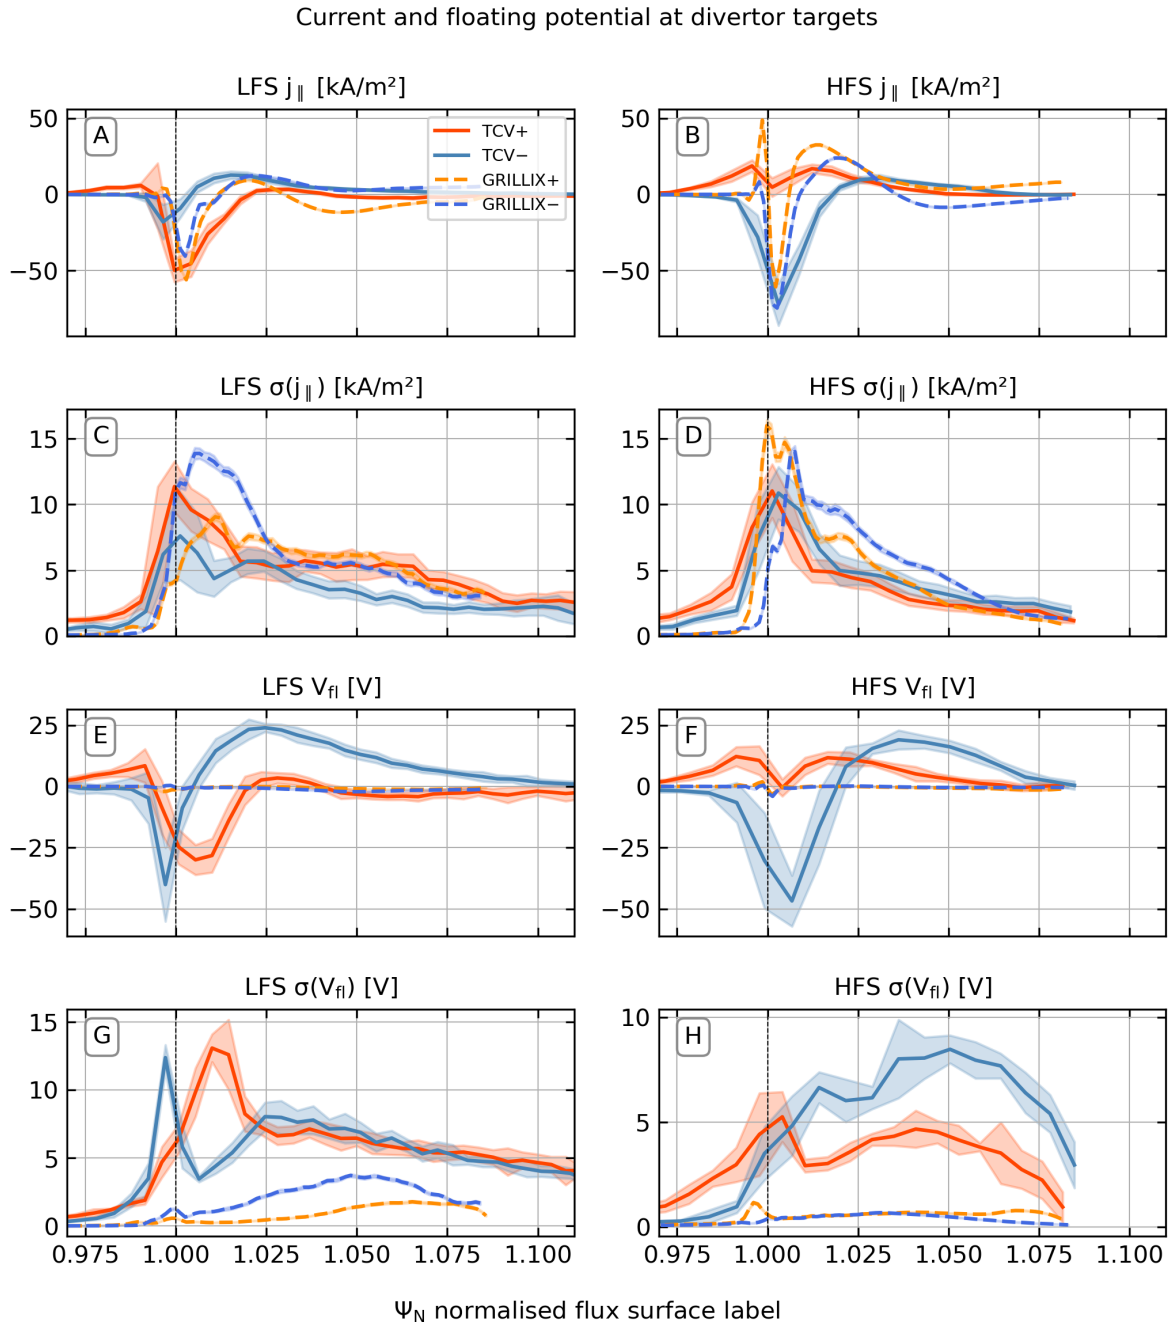 Current and floating potential at divertor targets
LFS j∥ [kA/m²]
HFS j∥ [kA/m²]
50
0
−50
A
TCV+
TCV−
GRILLIX+
GRILLIX−
50
0
−50
B
LFS σ(j∥) [kA/m²]
HFS σ(j∥) [kA/m²]
15
10
5
0
C
15
10
5
0
D
LFS Vfl [V]
HFS Vfl [V]
25
0
−25
−50
E
25
0
−25
−50
F
LFS σ(Vfl) [V]
HFS σ(Vfl) [V]
15
10
5
0
G
10
5
0
H
0.975 1.000 1.025 1.050 1.075 1.100
0.975 1.000 1.025 1.050 1.075 1.100
ΨN normalised flux surface label